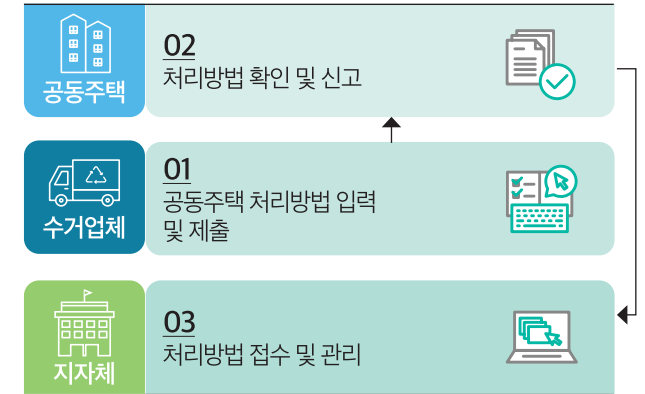 공동주택
02
처리방법 확인 및 신고
수거업체
01
공동주택 처리방법 입력
및 제출
지자체
03
처리방법 접수 및 관리